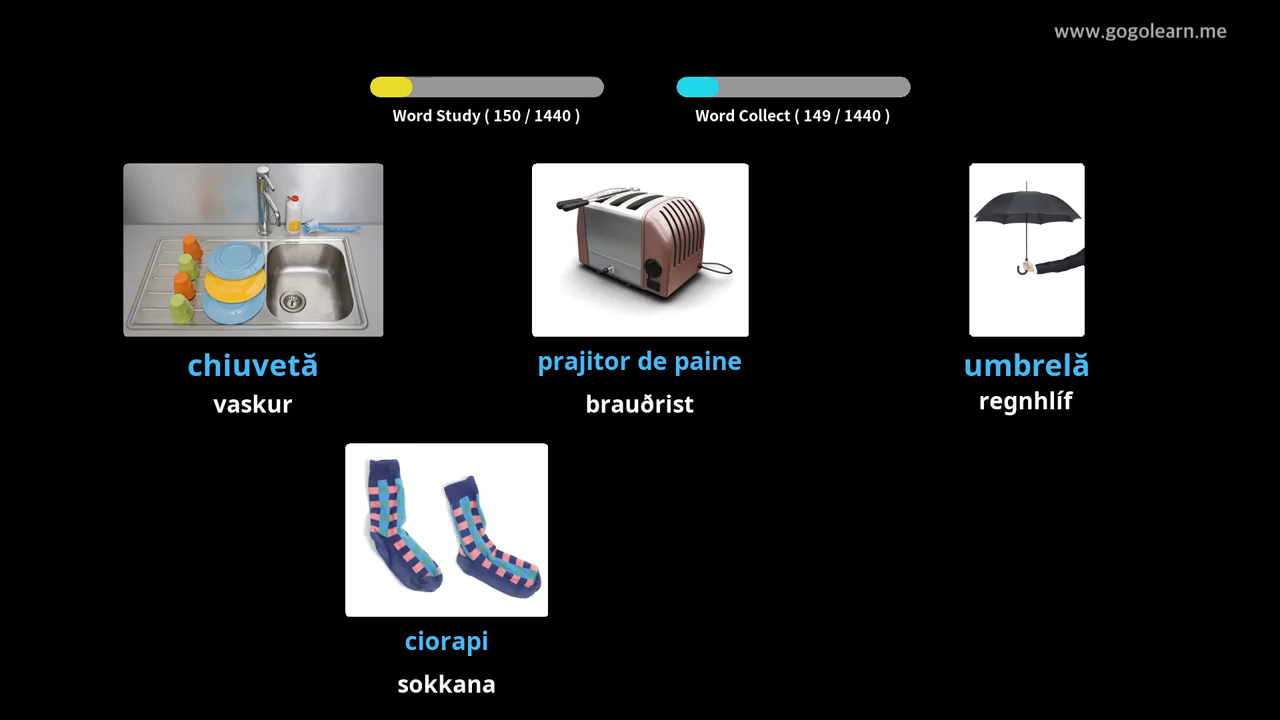 www.gogolearn.me
Word Study ( 150 / 1440 )
Word Collect ( 149 / 1440 )
chiuvetă
vaskur
prajitor de paine
brauðrist
umbrelă
regnhlíf
ciorapi
sokkana